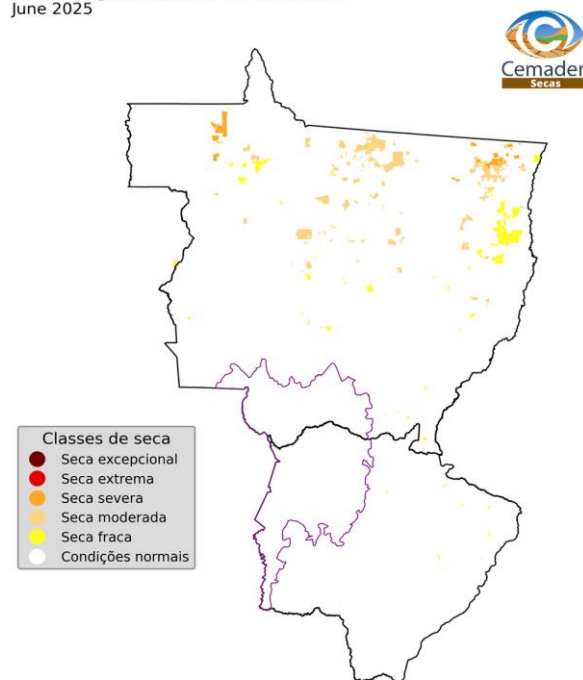 June 2025
Cemaden
Secas
Classes de seca
Seca excepcional
Seca extrema
Seca severa
Seca moderada
Seca fraca
Condições normais